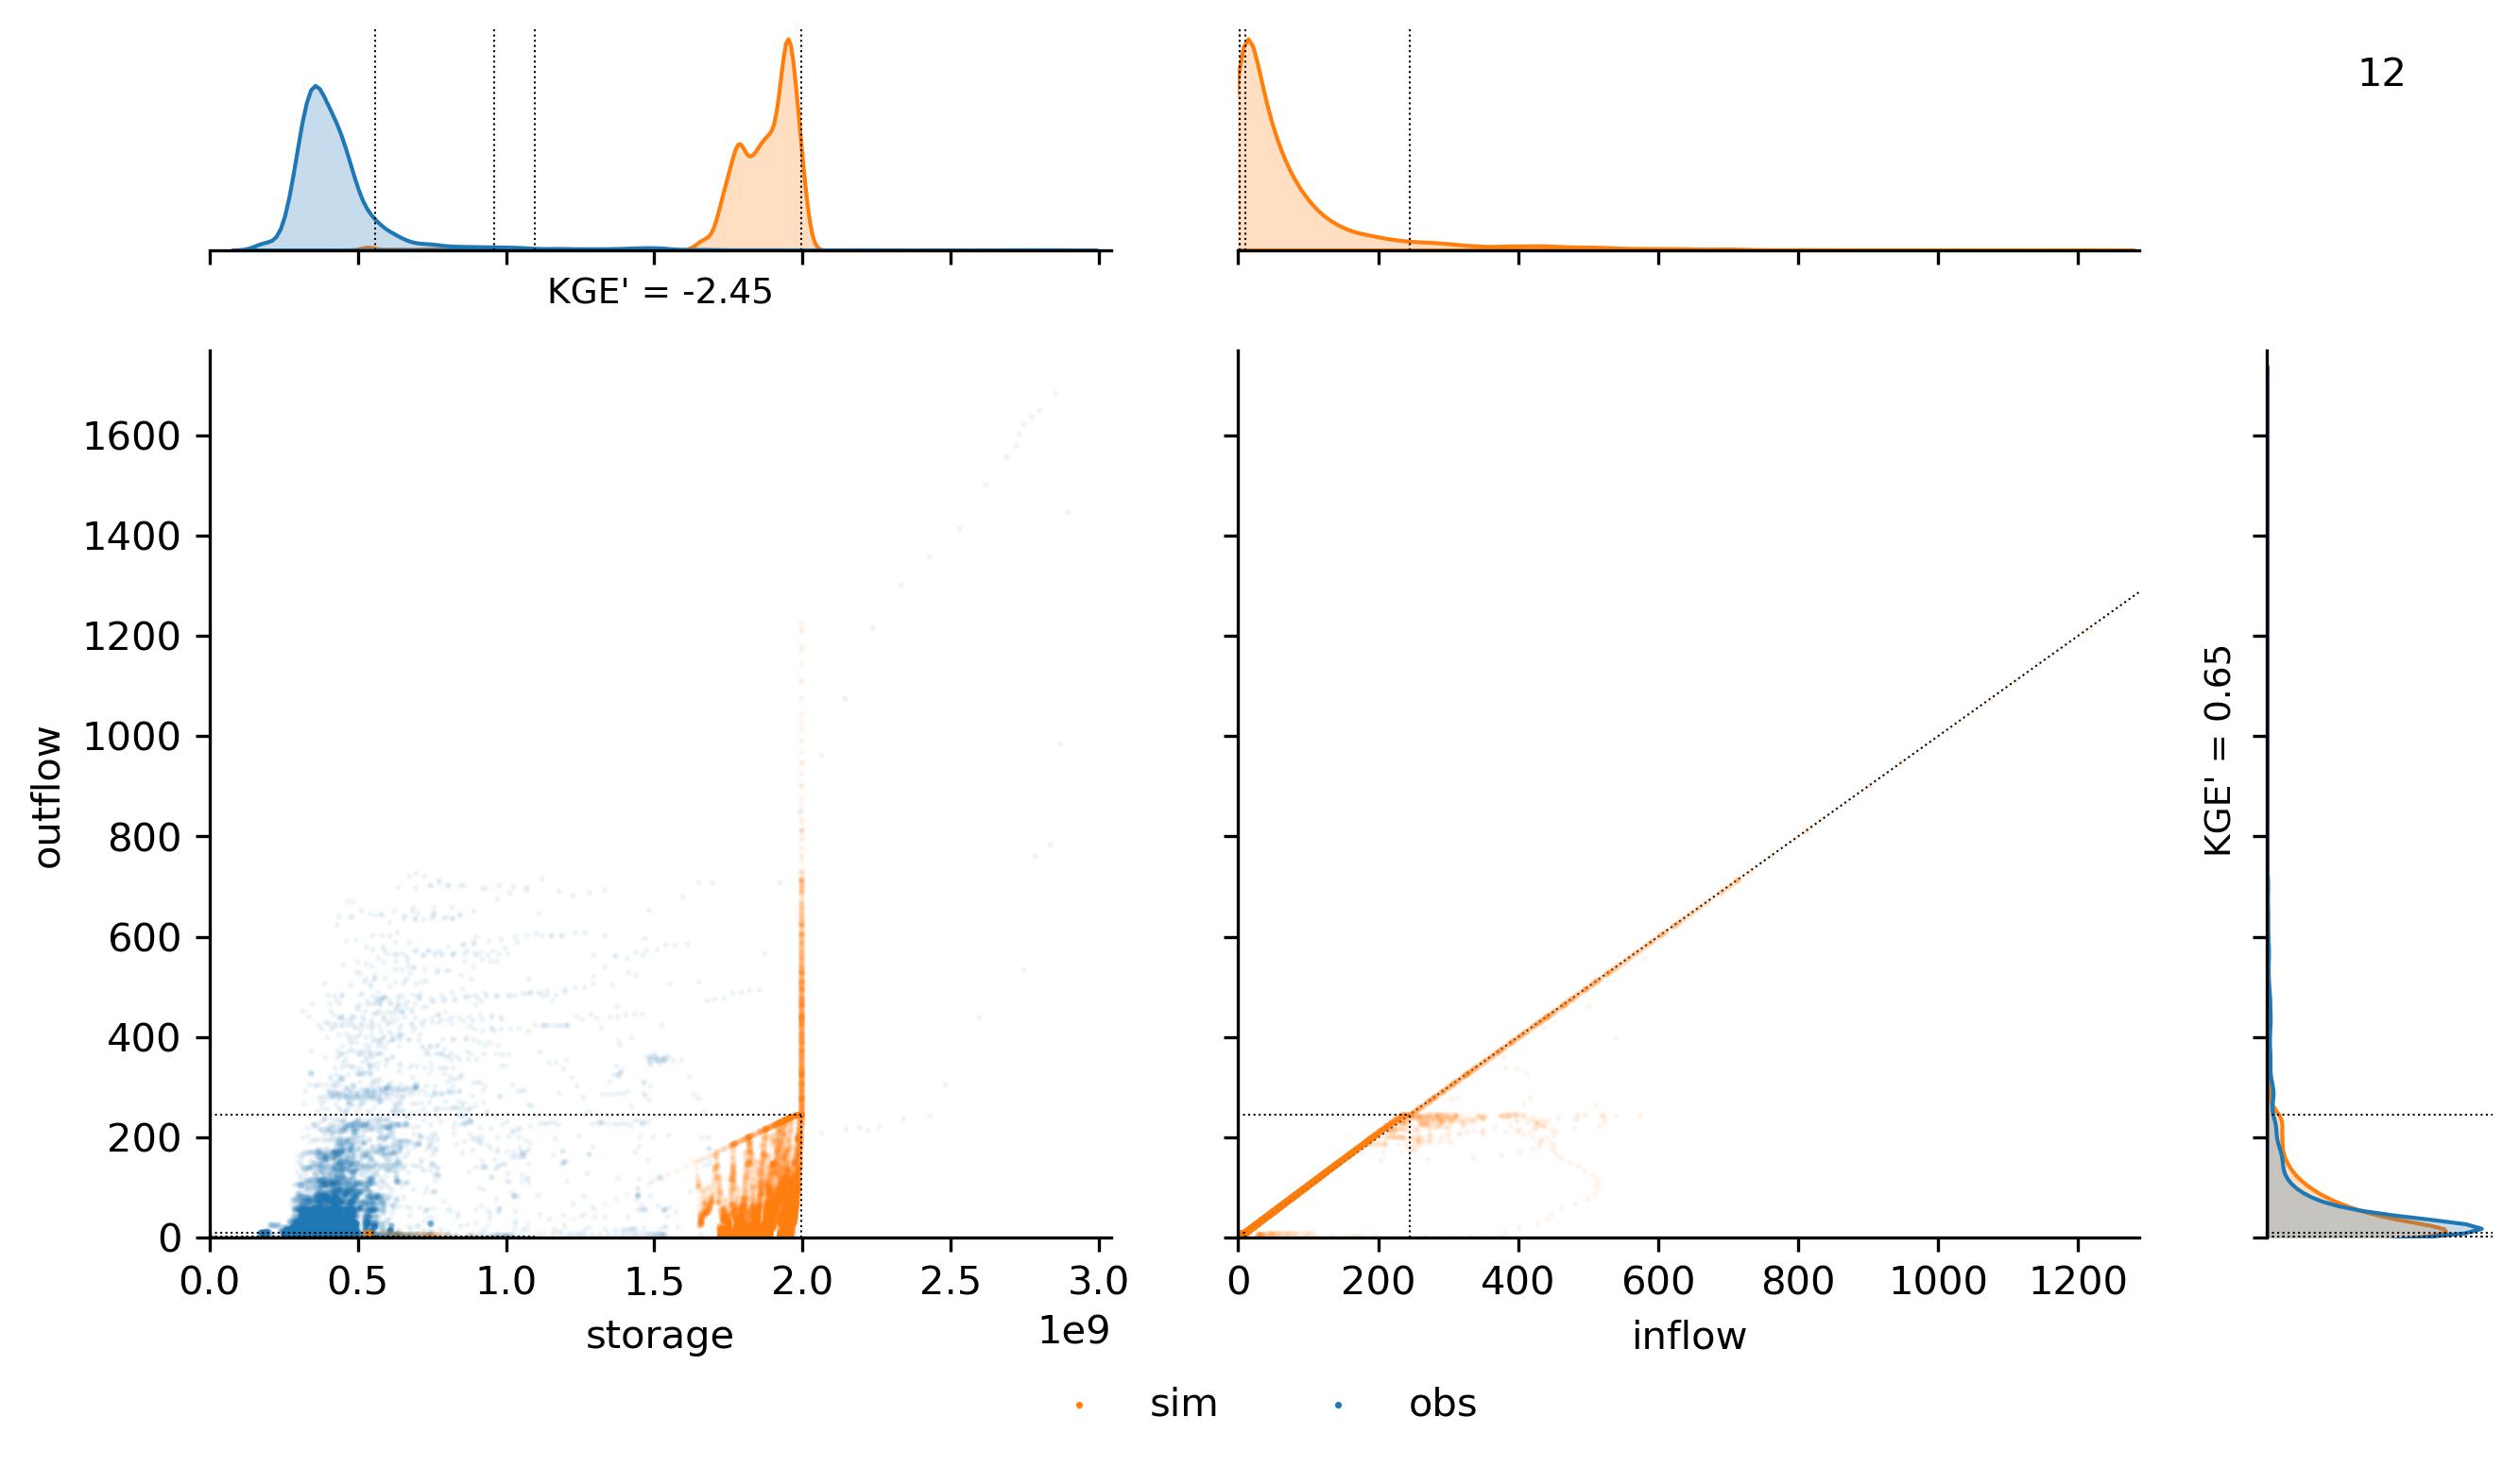 12
KGE' = -2.45
1600
1400
1200
1000
800
600
400
200
0
outflow
0.0 0.5 1.0 1.5 2.0 2.5 3.0
1e9
storage
0 200 400 600 800 1000 1200
inflow
KGE' = 0.65
sim obs